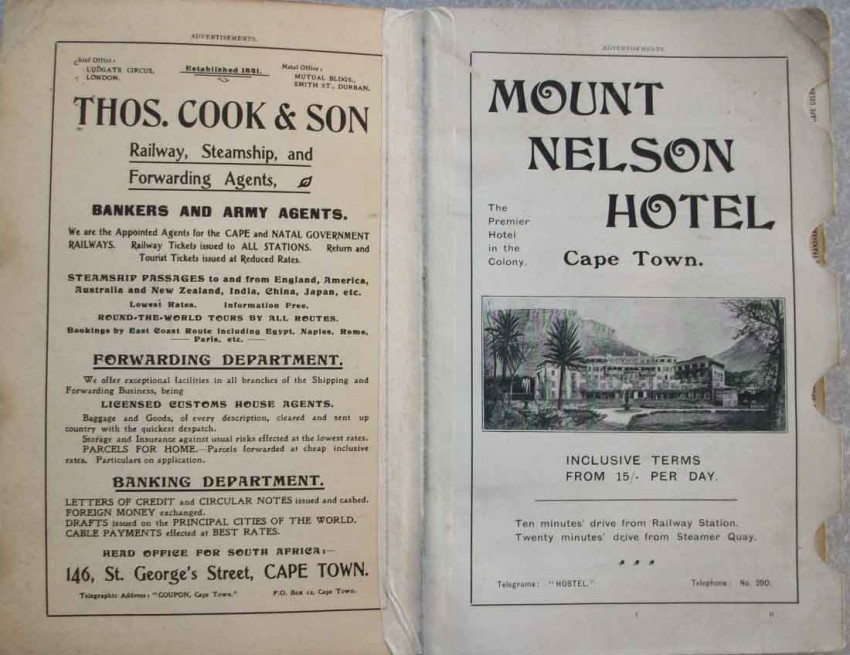 ADVERTISEMENTS.
Chief Office:
LUDGATE CIRCUS,
LONDON.
Established 1841.
Natal Office:
MUTUAL BLDGS.,
SMITH ST., DURBAN.
THOS. COOK & SON
Railway, Steamship, and
Forwarding Agents,
BANKERS AND ARMY AGENTS.
We are the Appointed Agents for the CAPE and NATAL GOVERNMENT
RAILWAYS. Railway Tickets issued to ALL STATIONS. Return and
Tourist Tickets issued at Reduced Rates.
STEAMSHIP PASSAGES to and from England, America,
Australia and New Zealand, India, China, Japan, etc.
Lowest Rates. Information Free.
ROUND-THE-WORLD TOURS BY ALL ROUTES.
Bookings by East Coast Route including Egypt, Naples, Rome,
Paris, etc.
FORWARDING DEPARTMENT.
We offer exceptional facilities in all branches of the Shipping and
Forwarding Business, being
LICENSED CUSTOMS HOUSE AGENTS.
Baggage and Goods, of every description, cleared and sent up
country with the quickest despatch.
Storage and Insurance against usual risks effected at the lowest rates.
PARCELS FOR HOME.—Parcels forwarded at cheap inclusive
rates. Particulars on application.
BANKING DEPARTMENT.
LETTERS OF CREDIT and CIRCULAR NOTES issued and cashed.
FOREIGN MONEY exchanged.
DRAFTS issued on the PRINCIPAL CITIES OF THE WORLD.
CABLE PAYMENTS effected at BEST RATES.
HEAD OFFICE FOR SOUTH AFRICA:—
146, St. George's Street, CAPE TOWN.
Telegraphic Address: "COUPON, Cape Town." P.O. Box 12, Cape Town.
ADVERTISEMENTS.
MOUNT
NELSON
HOTEL
The
Premier
Hotel
in the
Colony.
Cape Town.
INCLUSIVE TERMS
FROM 15/- PER DAY.
Ten minutes' drive from Railway Station.
Twenty minutes' drive from Steamer Quay.
Telegrams: "HOSTEL." Telephone: No. 290.